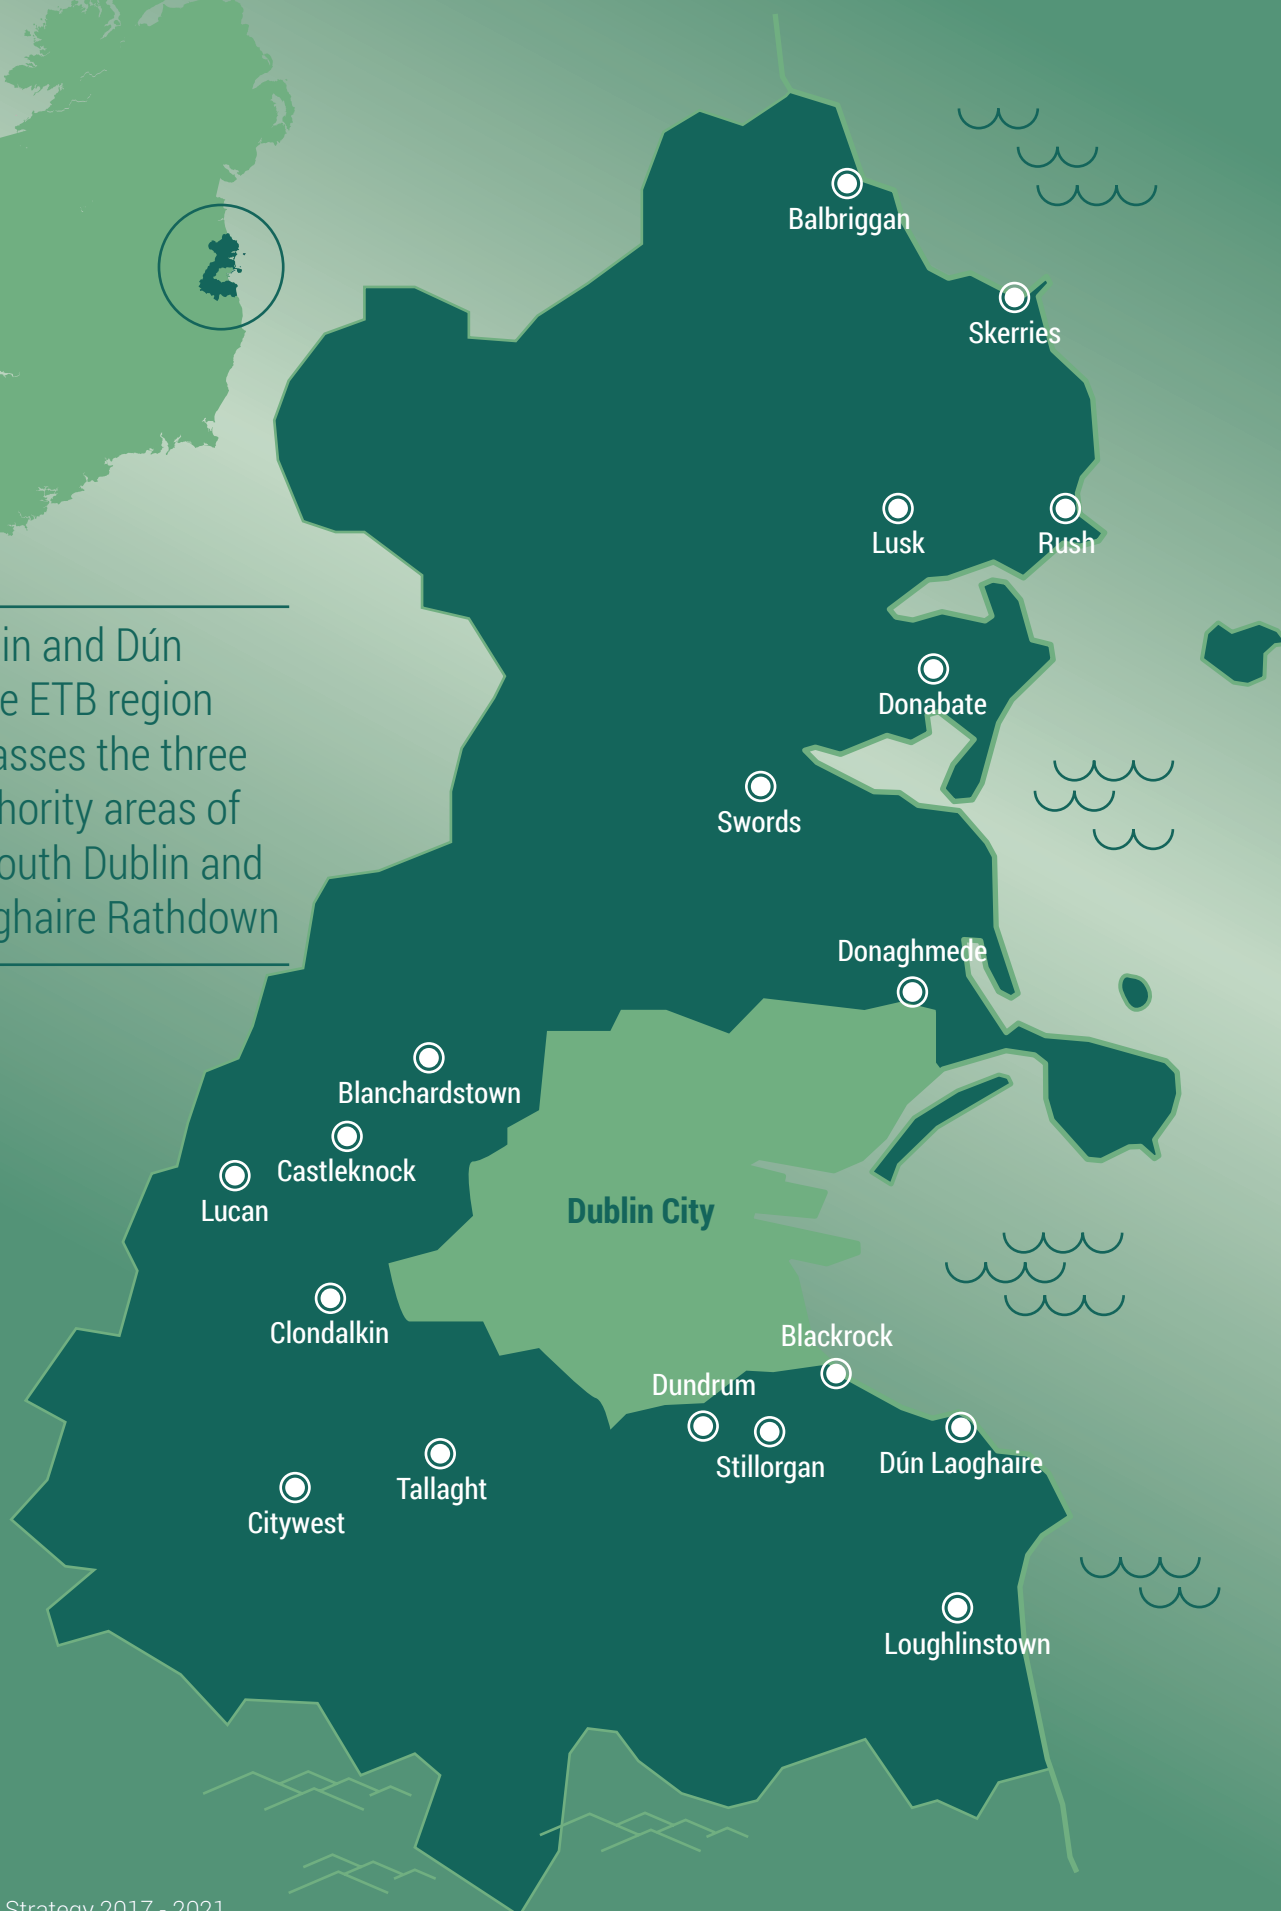 Balbriggan
Skerries
Lusk
Rush
in and Dún
e ETB region
asses the three
hority areas of
outh Dublin and
ghaire Rathdown
Donabate
Swords
Donaghmede
Blanchardstown
Castleknock
Lucan
Dublin City
Clondalkin
Blackrock
Dundrum
Stillorgan
Dún Laoghaire
Tallaght
Citywest
Loughlinstown
Strategy 2017 - 2021